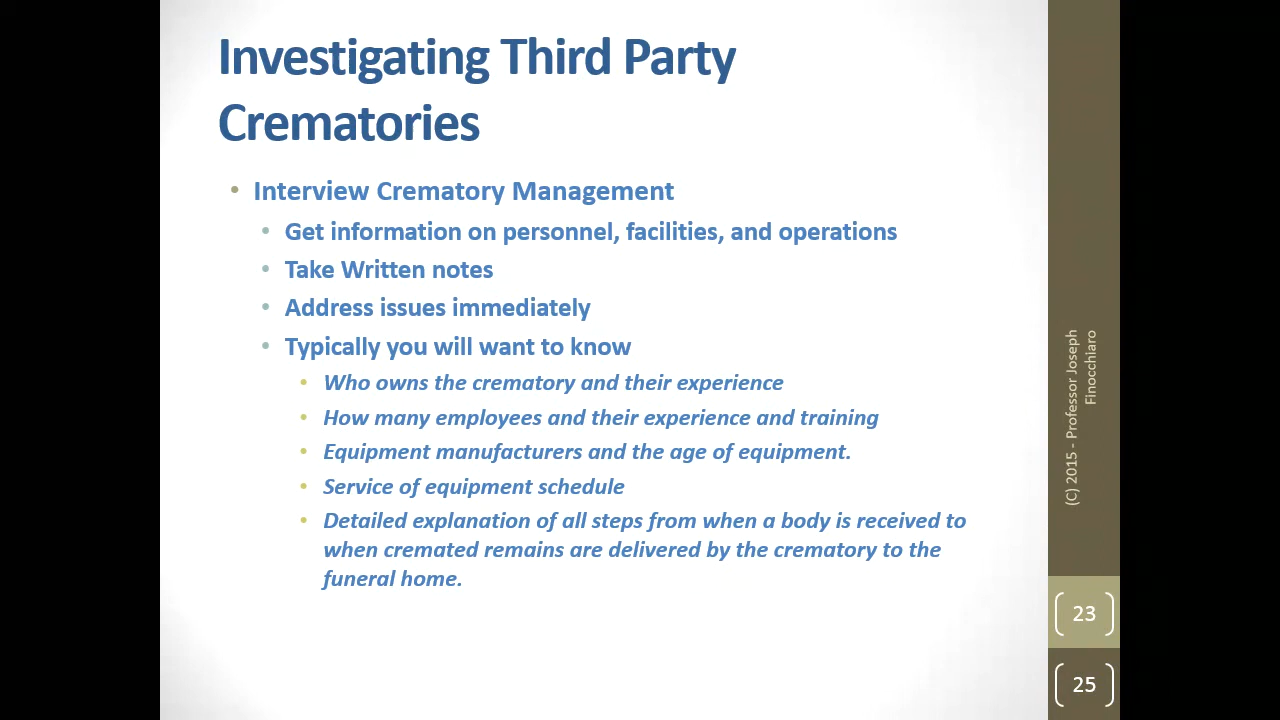 Investigating Third Party
Crematories
• Interview Crematory Management
• Get information on personnel, facilities, and operations
• Take Written notes
• Address issues immediately
• Typically you will want to know
• Who owns the crematory and their experience
• How many employees and their experience and training
• Equipment manufacturers and the age of equipment.
• Service of equipment schedule
• Detailed explanation of all steps from when a body is received to
when cremated remains are delivered by the crematory to the
funeral home.
(C) 2015 - Professor Joseph
Finocchiaro
23
25